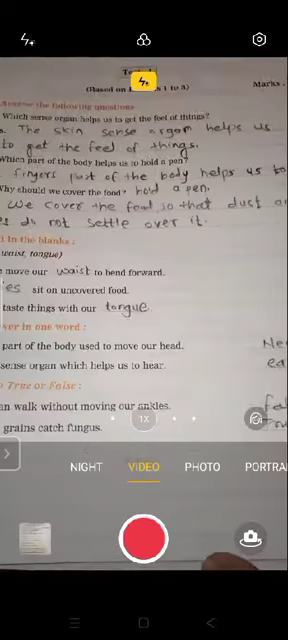 (Based on L 1 to 3)
Marks
Answer the following questions
Which sense organ helps us to get the feel of things?
The skin sense organ helps us
to get the feel of things.
Which part of the body helps us to hold a pen?
fingers part of the body helps us to
hold a pen.
Why should we cover the food?
We cover the food so that dust
do not settle over it.
in the blanks :
waist, tongue)
move our waist to bend forward.
sit on uncovered food.
taste things with our tongue.
in one word :
part of the body used to move our head.
sense organ which helps us to hear.
True or False :
walk without moving our ankles.
grains catch fungus.
1X
NIGHT
VIDEO
PHOTO
PORTRA